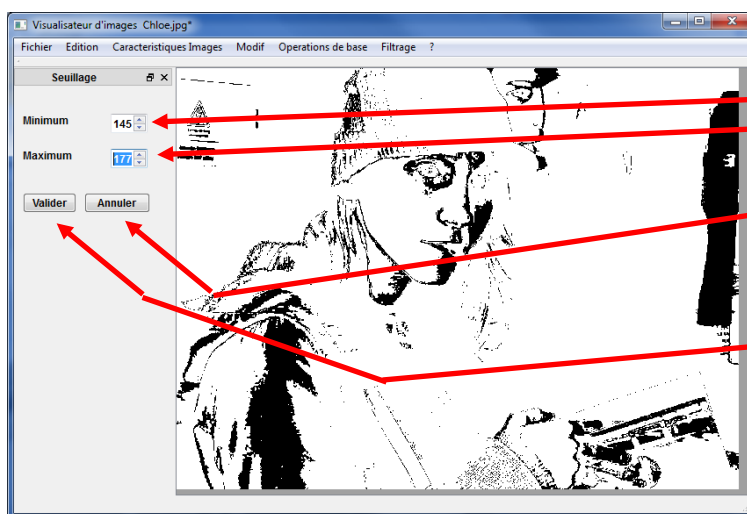 Visualisateur d'images Chloe.jpg*
Fichier Edition Caracteristiques Images Modif Operations de base Filtrage ?
Seuillage
Minimum 145
Maximum 177
Valider Annuler